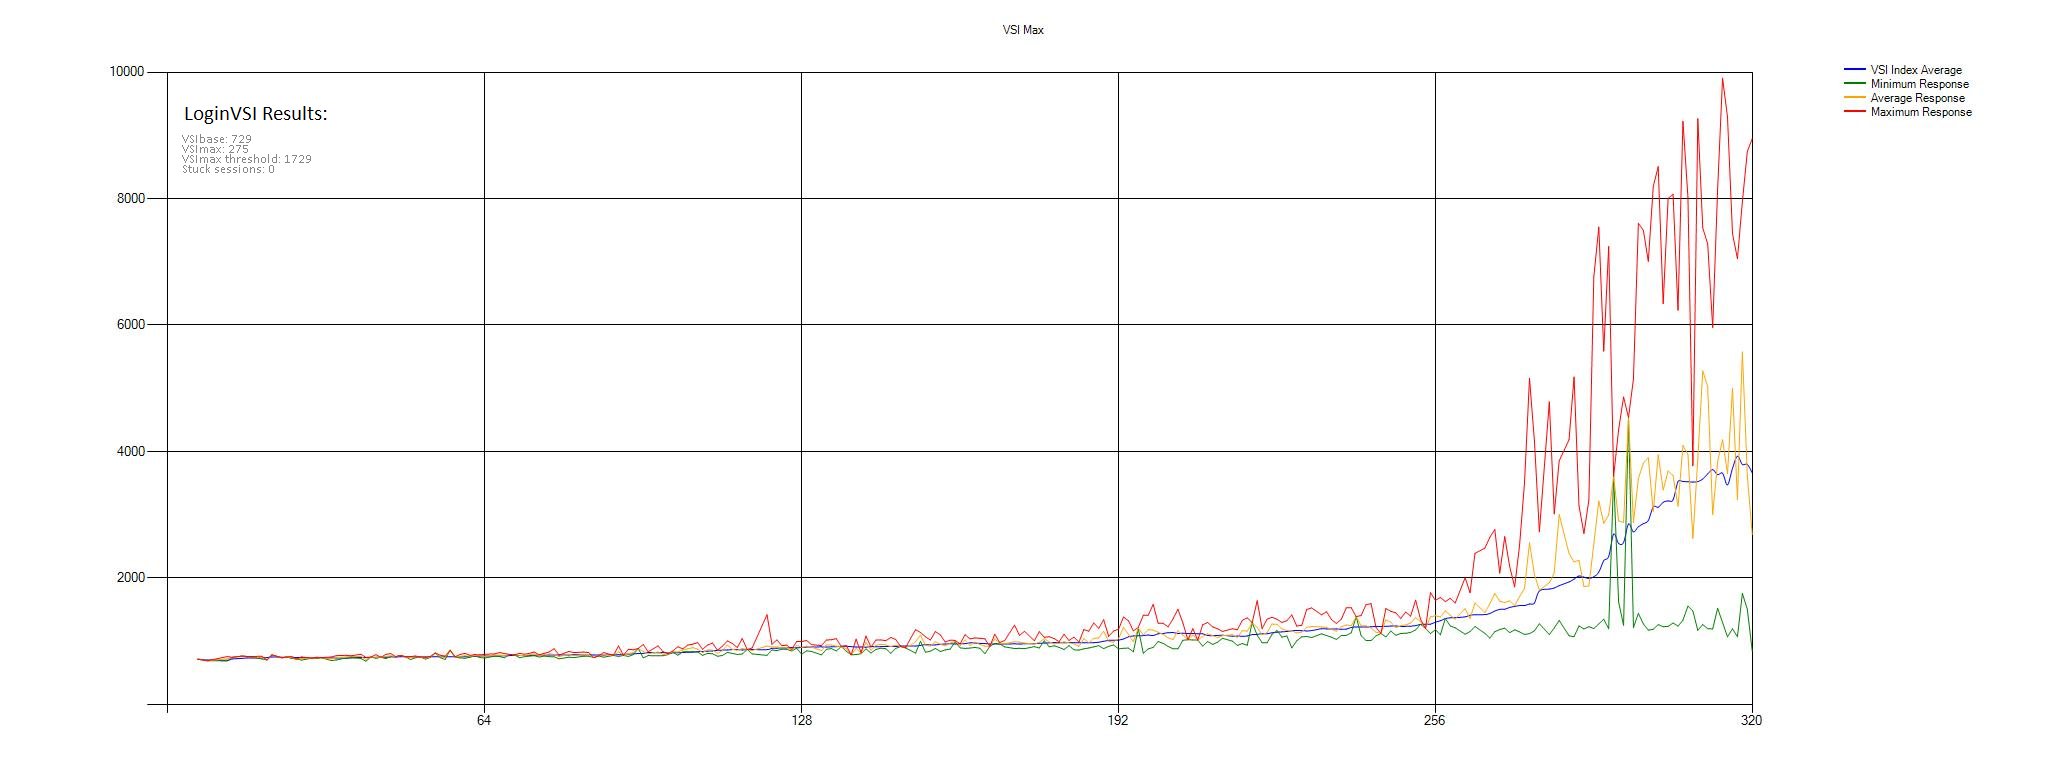 VSI Max
10000
8000
6000
4000
2000
LoginVSI Results:
VSIbase: 729
VSImax: 275
VSImax threshold: 1729
Stuck sessions: 0
64
128
192
256
320
VSI Index Average
Minimum Response
Average Response
Maximum Response